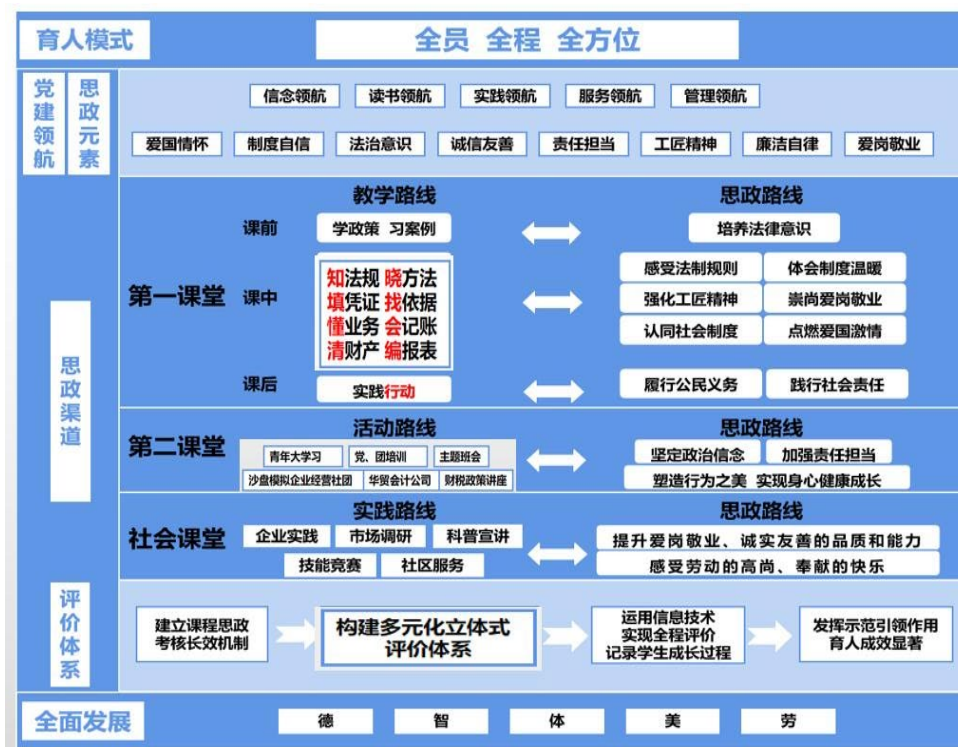 育人模式
全员 全程 全方位
党建领航
思政元素
信念领航 读书领航 实践领航 服务领航 管理领航
爱国情怀 制度自信 法治意识 诚信友善 责任担当 工匠精神 廉洁自律 爱岗敬业
思政渠道
第一课堂
教学路线 思政路线
课前 学政策 习案例 培养法律意识
课中
知法规 晓方法
填凭证 找依据
懂业务 会记账
清财产 编报表
感受法制规则 体会制度温暖
强化工匠精神 崇尚爱岗敬业
认同社会制度 点燃爱国激情
课后 实践行动 履行公民义务 践行社会责任
第二课堂
活动路线 思政路线
青年大学习 党、团培训 主题班会
沙盘模拟企业经营社团 华贸会计公司 财税政策讲座
坚定政治信念 加强责任担当
塑造行为之美 实现身心健康成长
社会课堂
实践路线 思政路线
企业实践 市场调研 科普宣讲
技能竞赛 社区服务
提升爱岗敬业、诚实友善的品质和能力
感受劳动的高尚、奉献的快乐
评价体系
建立课程思政
考核长效机制
构建多元化立体式
评价体系
运用信息技术
实现全程评价
记录学生成长过程
发挥示范引领作用
育人成效显著
全面发展
德 智 体 美 劳